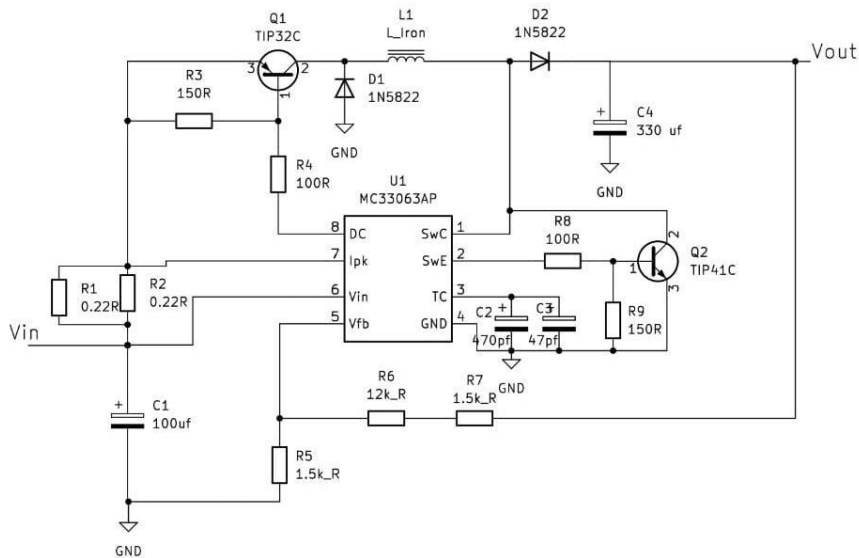 Q1
TIP32C
L1
L_Iron
D2
1N5822
Vout
3
2
1
R3
150R
D1
1N5822
GND
+
C4
330 uf
GND
R4
100R
U1
MC33063AP
8
DC
SwC
1
7
Ipk
SwE
2
6
Vin
TC
3
5
Vfb
GND
4
R8
100R
2
1
3
Q2
TIP41C
R1
0.22R
R2
0.22R
Vin
+
C2
470pf
+
C3
47pf
R9
150R
GND
+
C1
100uf
R6
12k_R
R7
1.5k_R
R5
1.5k_R
GND